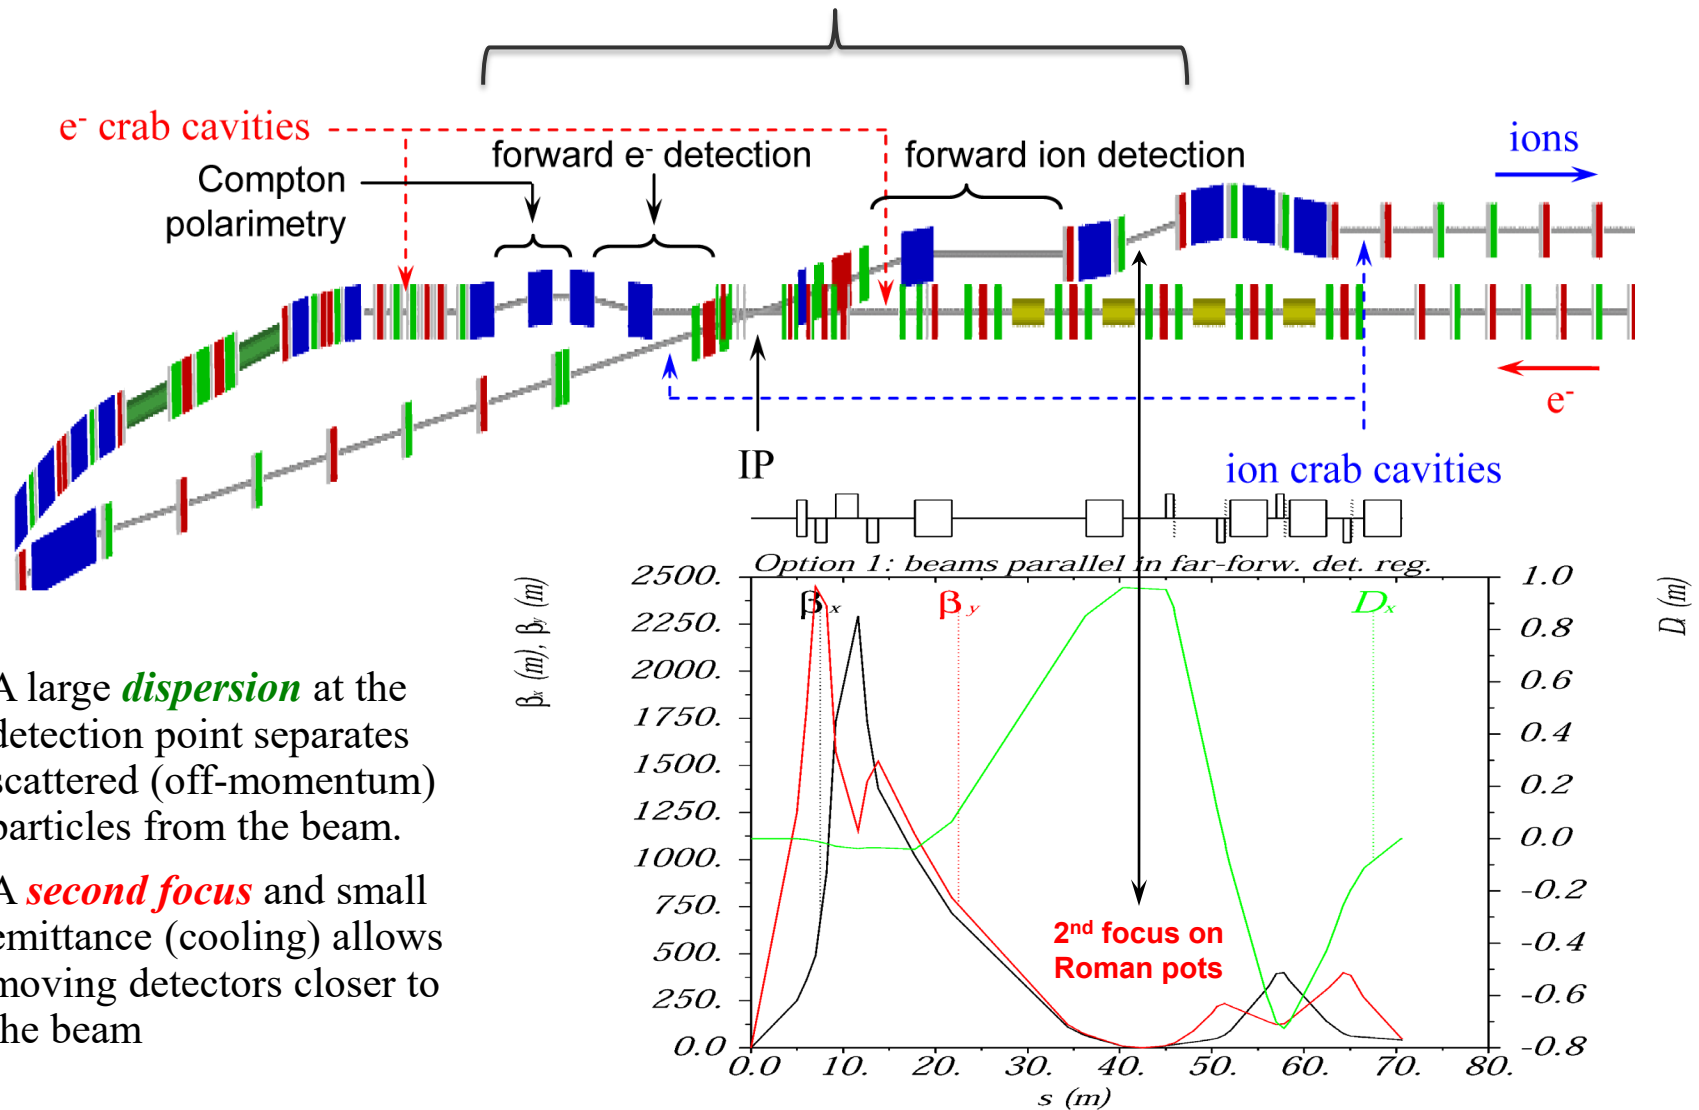 e- crab cavities
forward e- detection
forward ion detection
ions
Compton
polarimetry
e-
IP
ion crab cavities
Option 1: beams parallel in far-forw. det. reg.
βx (m), βy (m)
2500.
2250.
2000.
1750.
1500.
1250.
1000.
750.
500.
250.
0.0
βx
βy
Dx
1.0
0.8
0.6
0.4
0.2
0.0
-0.2
-0.4
-0.6
-0.8
D (m)
A large dispersion at the
detection point separates
scattered (off-momentum)
particles from the beam.
A second focus and small
emittance (cooling) allows
moving detectors closer to
the beam
2nd focus on
Roman pots
0.0 10. 20. 30. 40. 50. 60. 70. 80.
s (m)